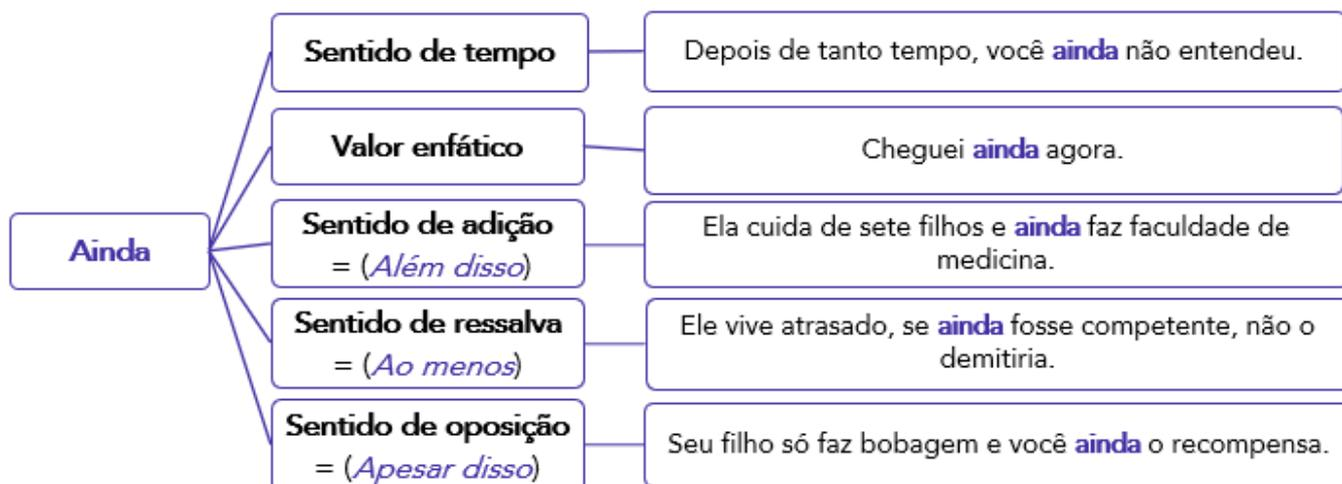 Sentido de tempo
Depois de tanto tempo, você ainda não entendeu.
Valor enfático
Cheguei ainda agora.
Ainda
Sentido de adição
= (Além disso)
Ela cuida de sete filhos e ainda faz faculdade de
medicina.
Sentido de ressalva
= (Ao menos)
Ele vive atrasado, se ainda fosse competente, não o
demitiria.
Sentido de oposição
= (Apesar disso)
Seu filho só faz bobagem e você ainda o recompensa.